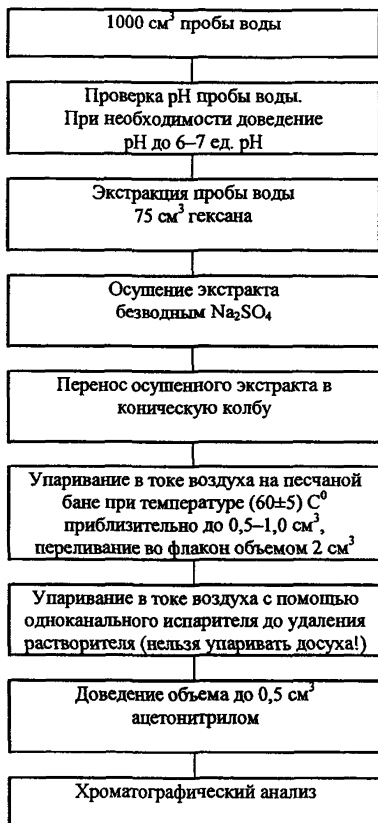 1000 см³ пробы воды
Проверка pH пробы воды.
При необходимости доведение
pH до 6–7 ед. pH
Экстракция пробы воды
75 см³ гексана
Осушение экстракта
безводным Na₂SO₄
Перенос осушенного экстракта в
коническую колбу
Упаривание в токе воздуха на песчаной
бане при температуре (60±5) C⁰
приблизительно до 0,5–1,0 см³,
переливание во флакон объемом 2 см³
Упаривание в токе воздуха с помощью
одноканального испарителя до удаления
растворителя (нельзя упаривать досуха!)
Доведение объема до 0,5 см³
ацетонитрилом
Хроматографический анализ